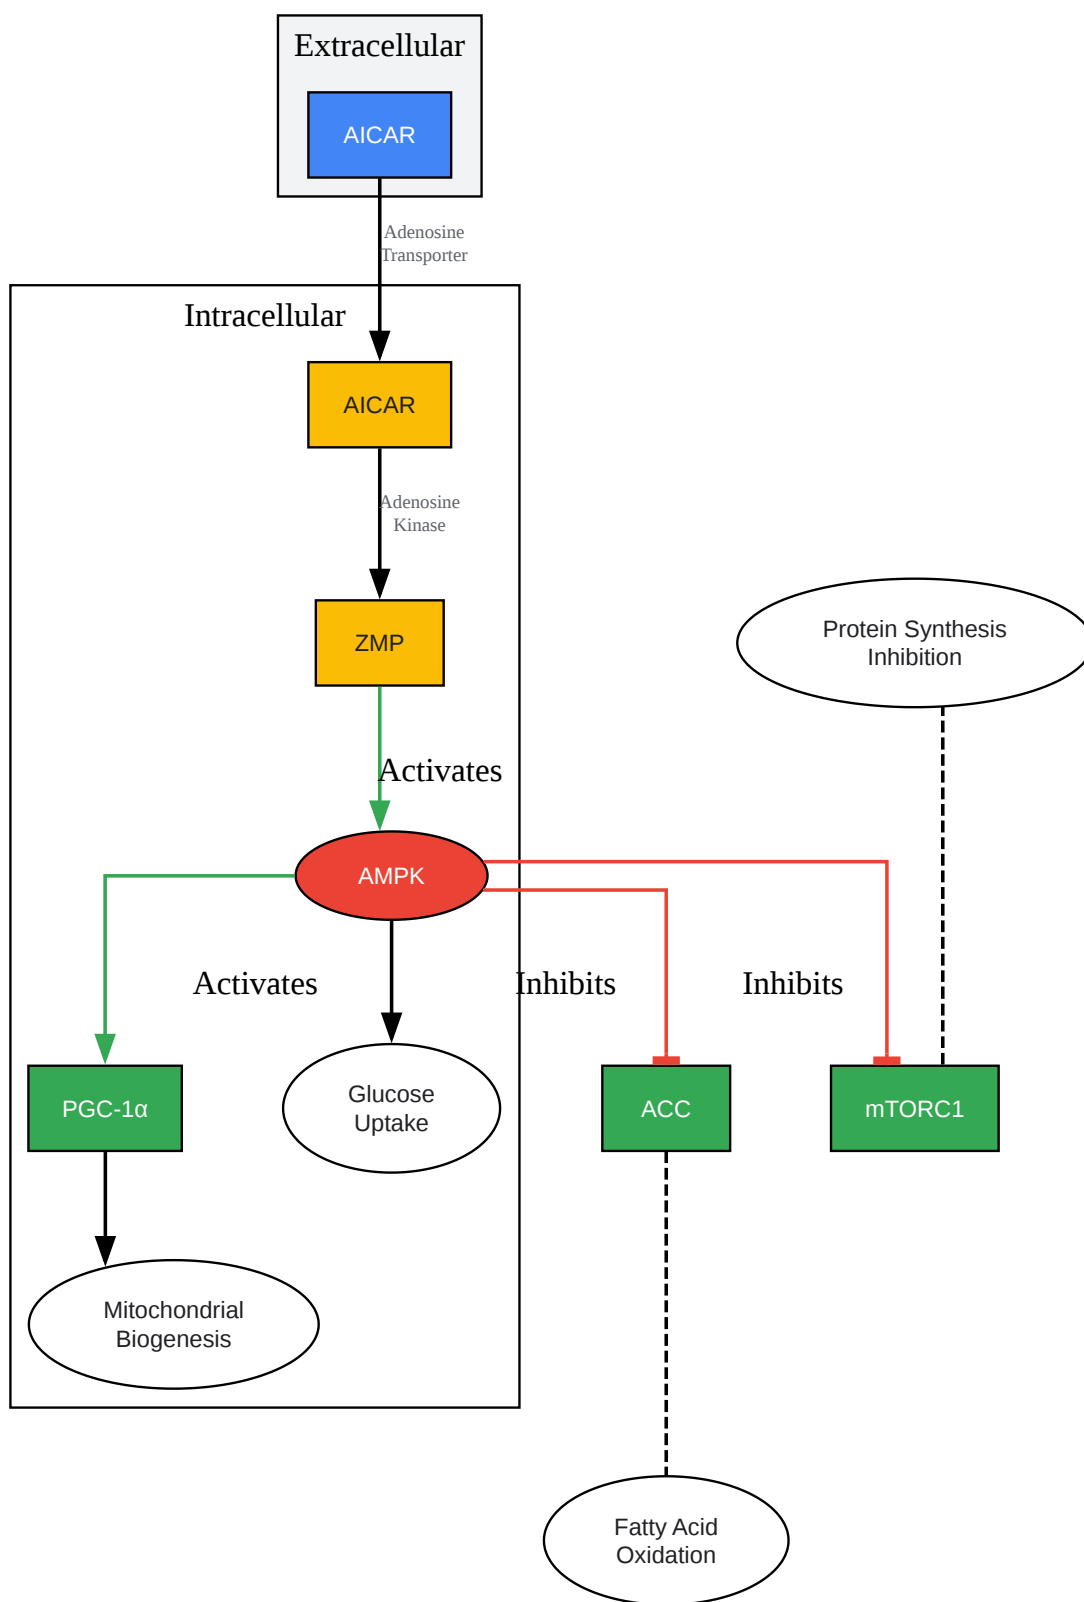 Extracellular
AICAR
Adenosine
Transporter
Intracellular
AICAR
Adenosine
Kinase
ZMP
Protein Synthesis
Inhibition
Activates
AMPK
Activates
Inhibits
Inhibits
PGC-1α
Glucose
Uptake
ACC
mTORC1
Mitochondrial
Biogenesis
Fatty Acid
Oxidation